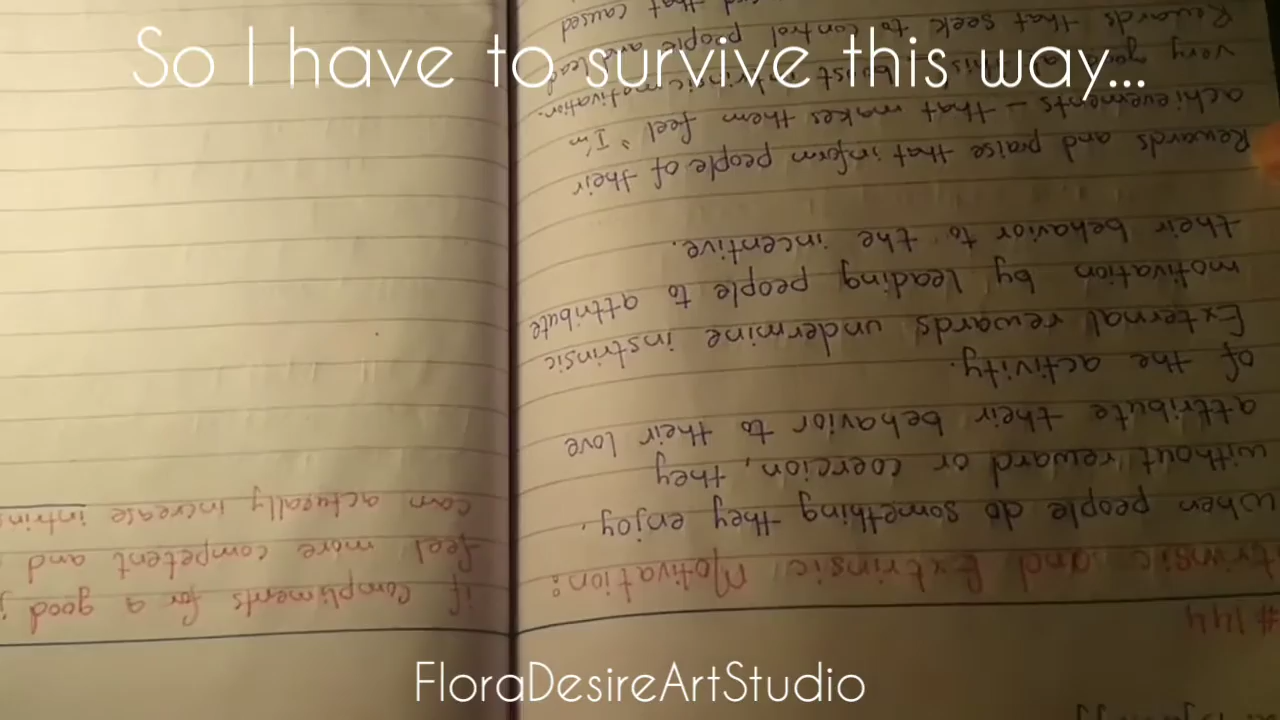 So I have to survive this way...
#144
trinsic and Extrinsic Motivation:
When people do something they enjoy,
without reward or coercion, they
attribute their behavior to their love
of the activity.
External rewards undermine instrinsic
motivation by leading people to attribute
their behavior to the incentive.
Rewards and praise that inform people of their
achievements - that makes them feel "I'm
very good at this" boost intrinsic motivation.
Rewards that seek to control people and lead
that caused
if compliments for a good
feel more competent and
can actually increase intrins
FloraDesireArtStudio